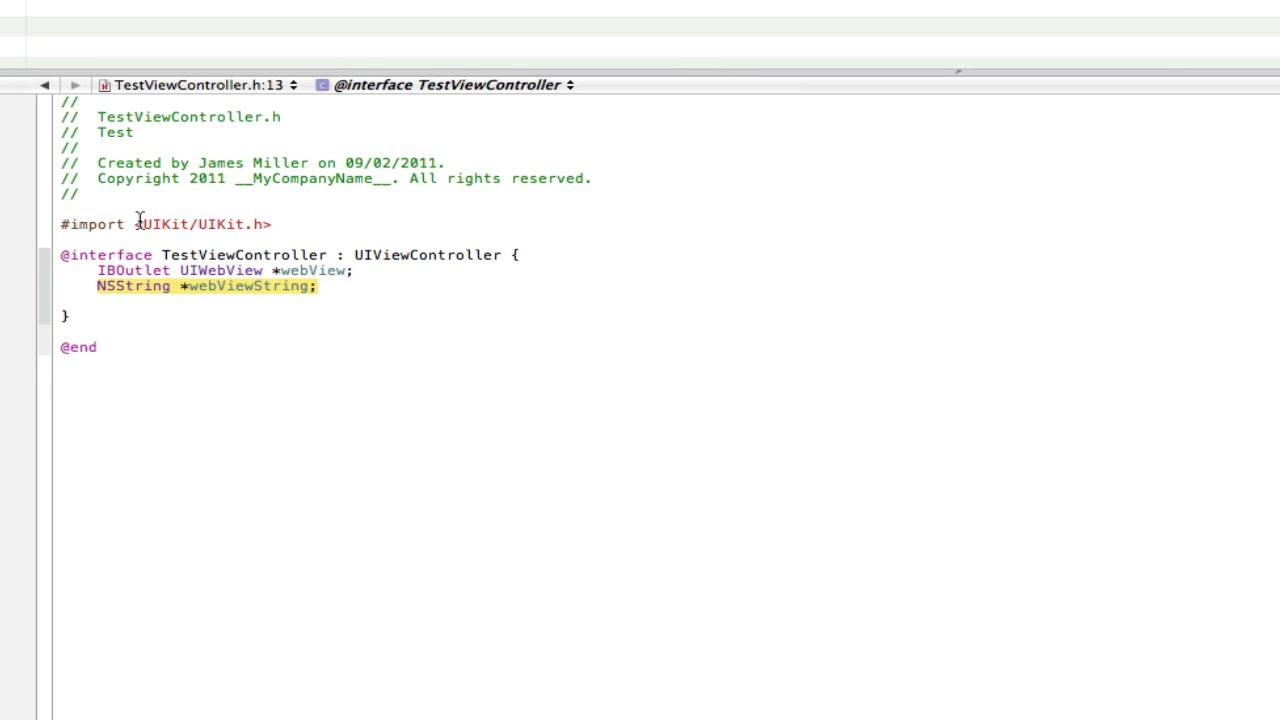 TestViewController.h:13 @interface TestViewController
//
// TestViewController.h
// Test
//
// Created by James Miller on 09/02/2011.
// Copyright 2011 __MyCompanyName__. All rights reserved.
//
#import <UIKit/UIKit.h>
@interface TestViewController : UIViewController {
IBOutlet UIWebView *webView;
NSString *webViewString;
}
@end